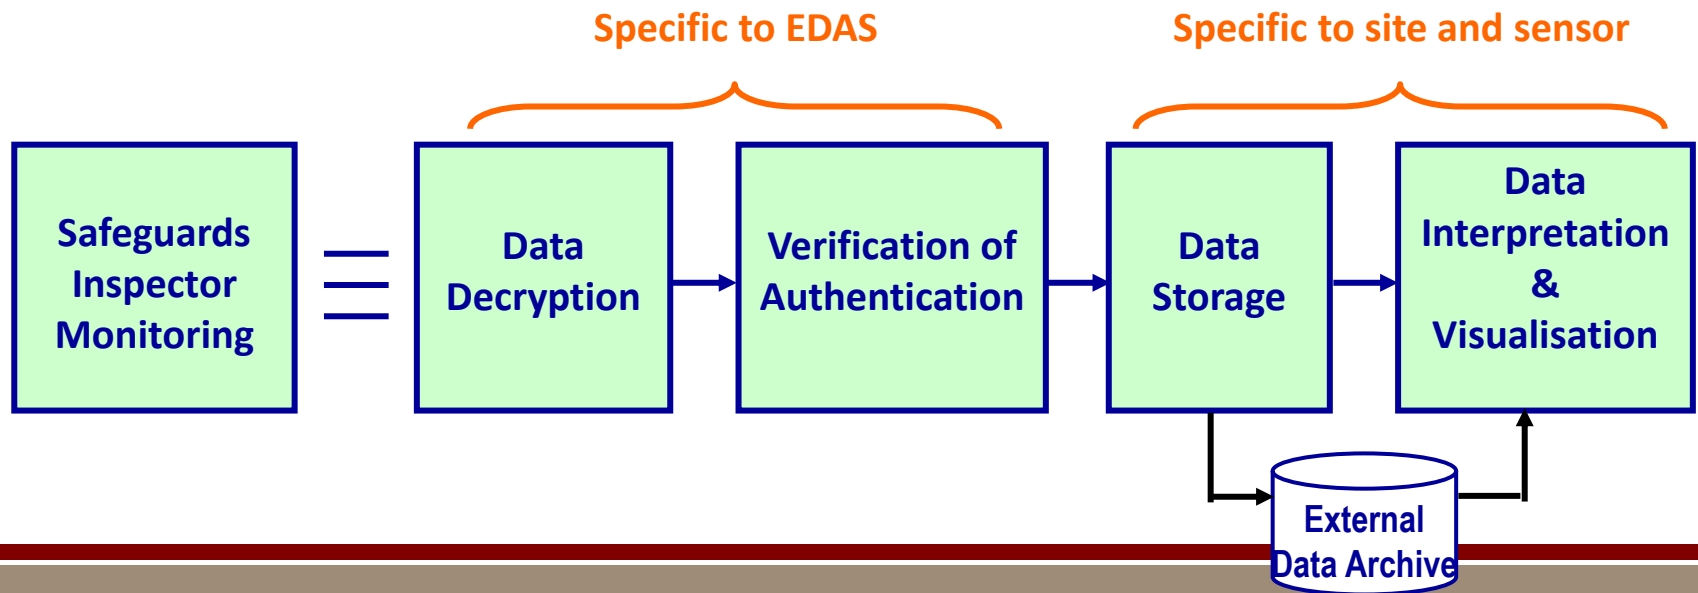 Specific to EDAS
Specific to site and sensor
Safeguards
Inspector
Monitoring
Data
Decryption
Verification of
Authentication
Data
Storage
Data
Interpretation
&
Visualisation
External
Data Archive